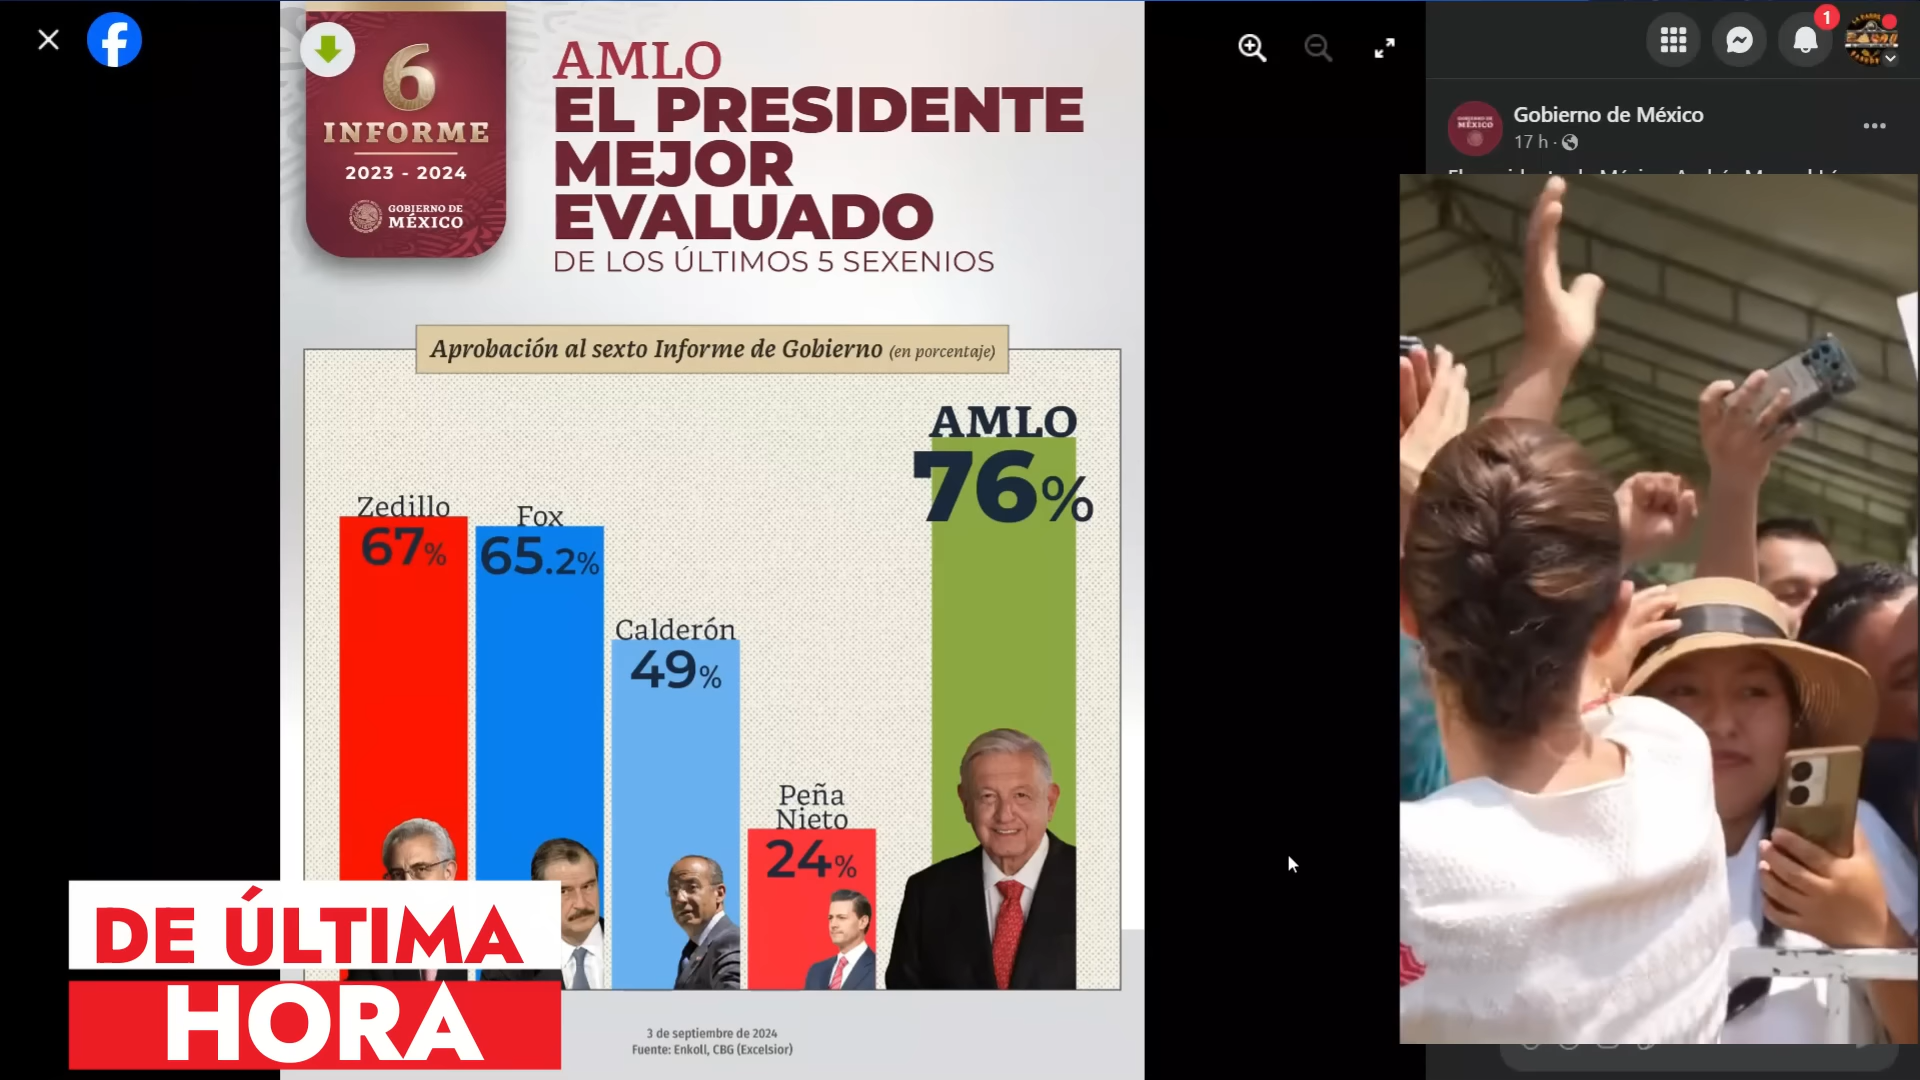 6
INFORME
2023 - 2024
GOBIERNO DE
MÉXICO
AMLO
EL PRESIDENTE
MEJOR
EVALUADO
DE LOS ÚLTIMOS 5 SEXENIOS
Aprobación al sexto Informe de Gobierno (en porcentaje)
Zedillo
67%
Fox
65.2%
Calderón
49%
Peña
Nieto
24%
AMLO
76%
3 de septiembre de 2024
Fuente: Enkoll, CBG (Excelsior)
DE ÚLTIMA
HORA
1
Gobierno de México
17 h ·